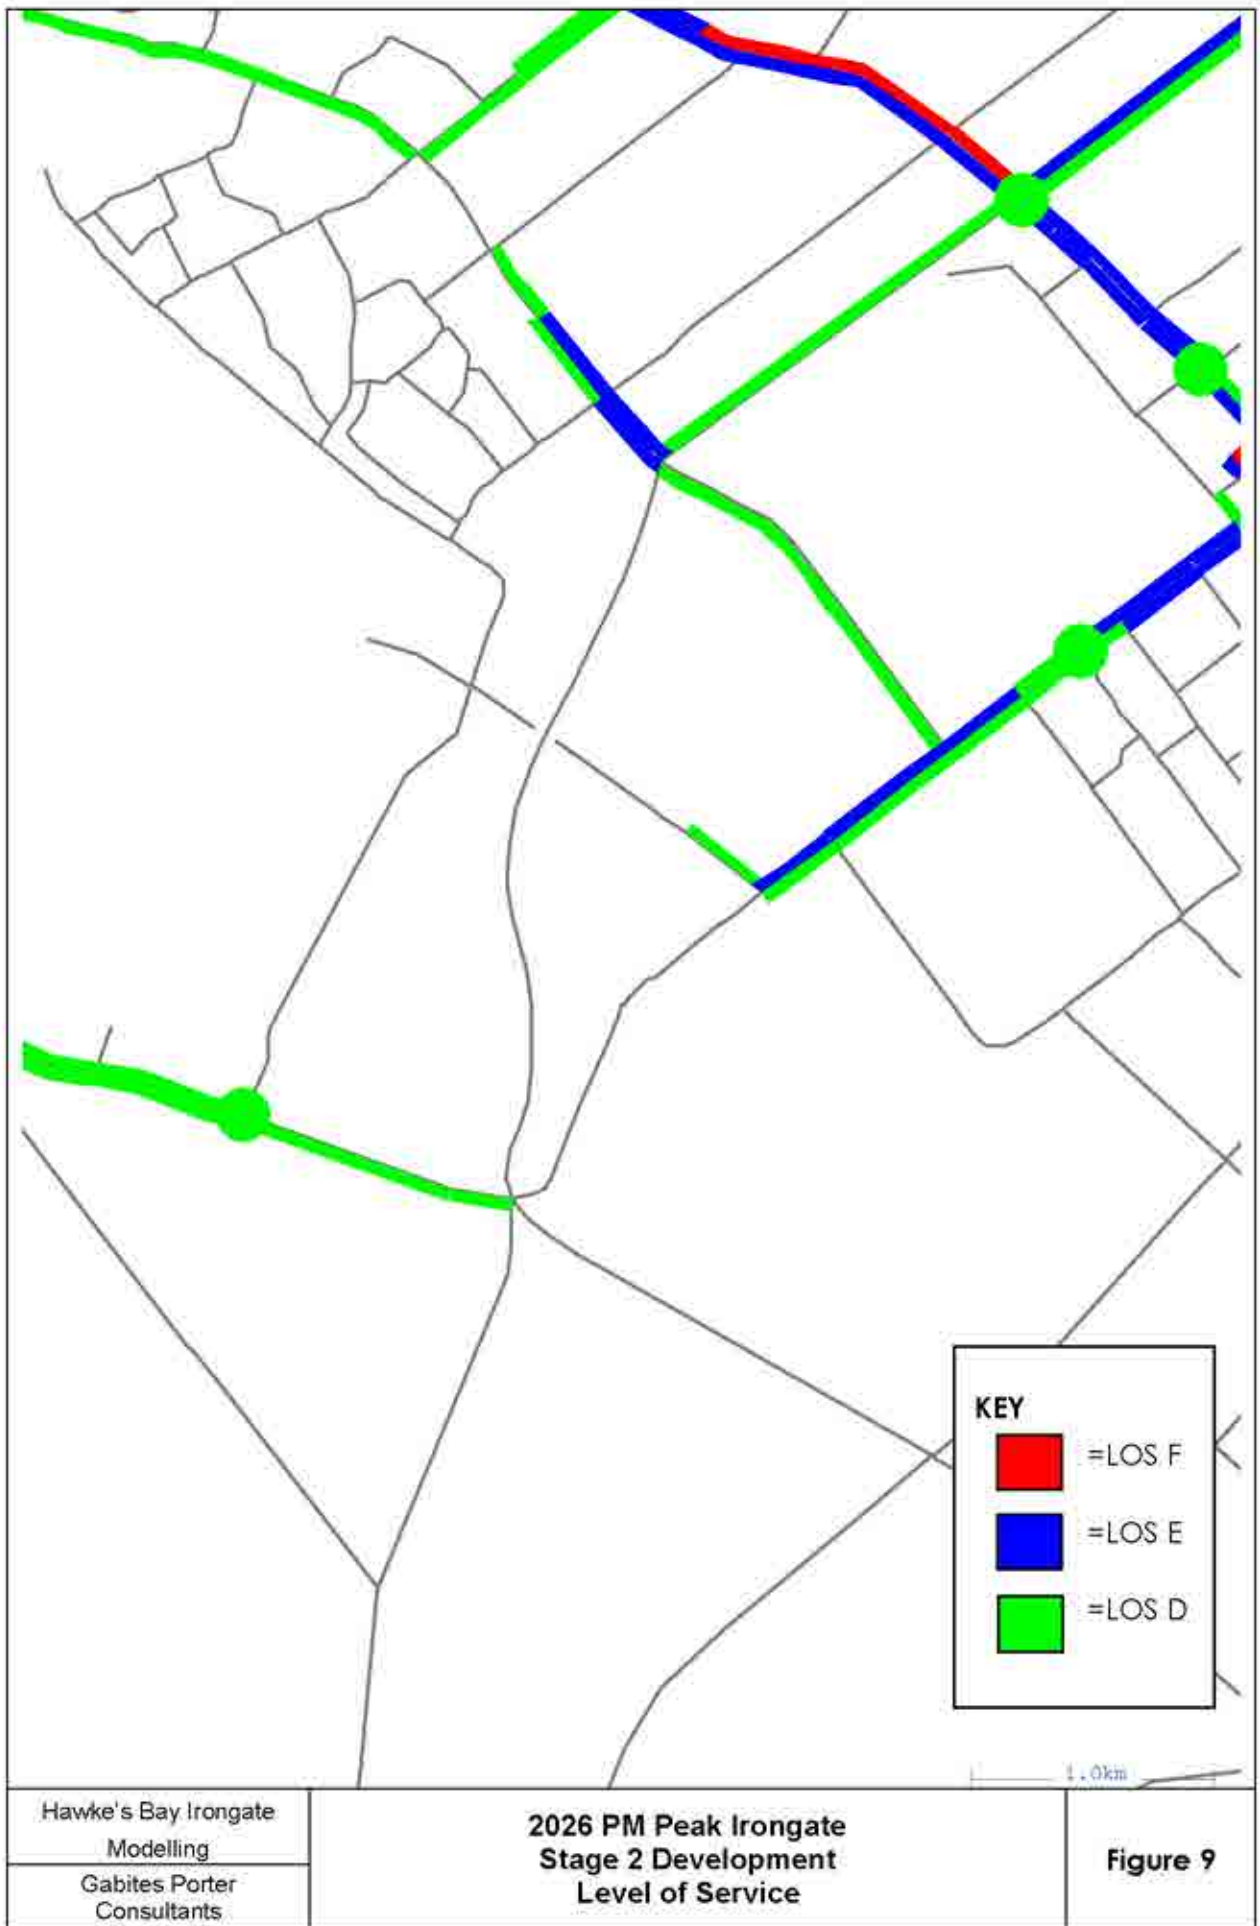 KEY
=LOS F
=LOS E
=LOS D
1.0km
Hawke's Bay Irongate
Modelling
Gabites Porter
Consultants
2026 PM Peak Irongate
Stage 2 Development
Level of Service
Figure 9